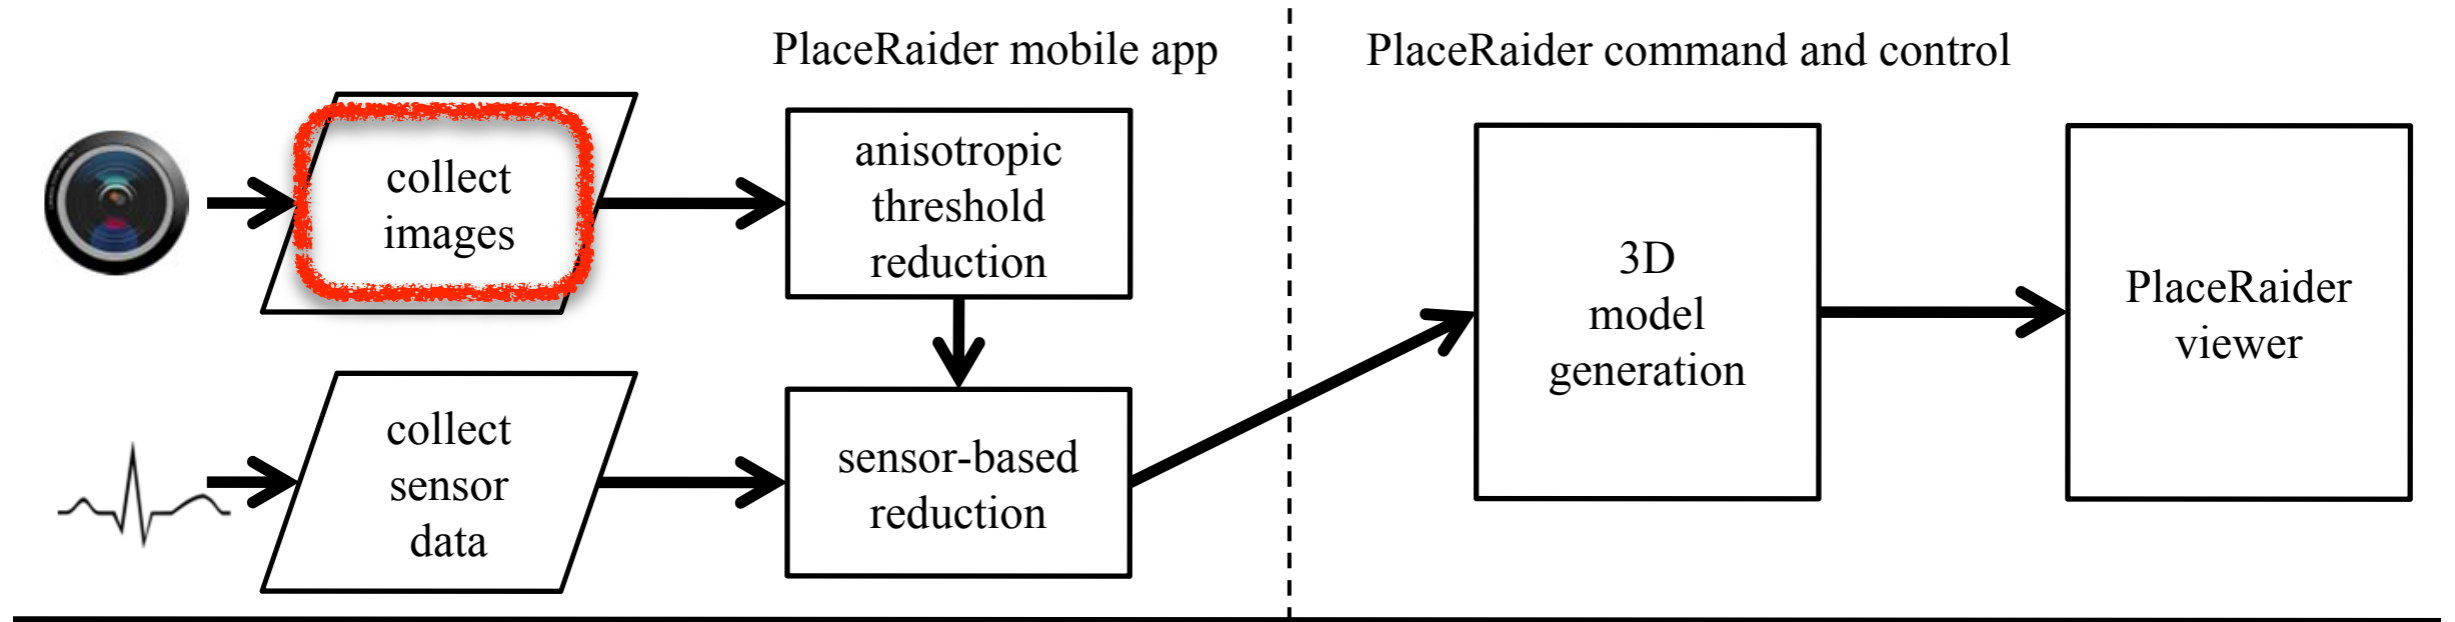 PlaceRaider mobile app
PlaceRaider command and control
collect
images
anisotropic
threshold
reduction
collect
sensor
data
sensor-based
reduction
3D
model
generation
PlaceRaider
viewer